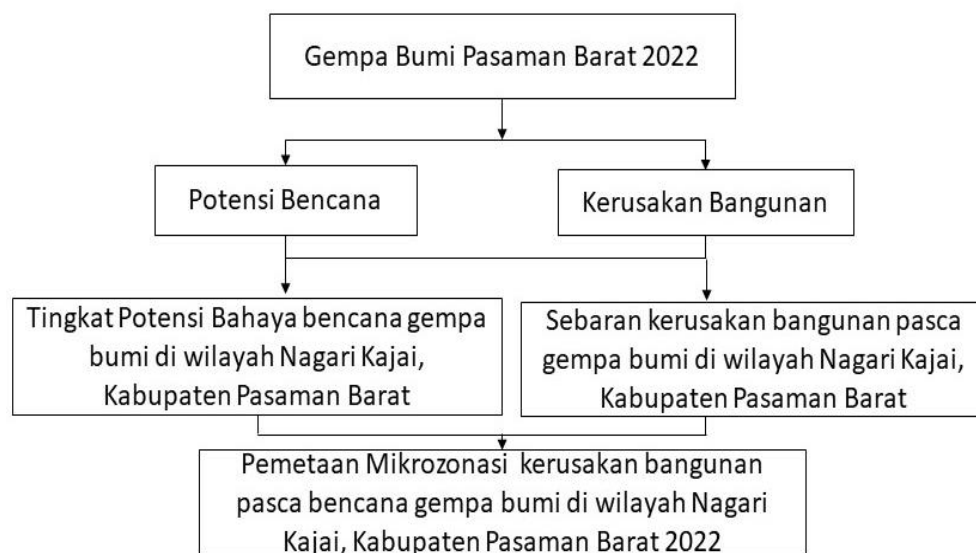 Gempa Bumi Pasaman Barat 2022
Potensi Bencana
Kerusakan Bangunan
Tingkat Potensi Bahaya bencana gempa
bumi di wilayah Nagari Kajai,
Kabupaten Pasaman Barat
Sebaran kerusakan bangunan pasca
gempa bumi di wilayah Nagari Kajai,
Kabupaten Pasaman Barat
Pemetaan Mikrozonasi kerusakan bangunan
pasca bencana gempa bumi di wilayah Nagari
Kajai, Kabupaten Pasaman Barat 2022